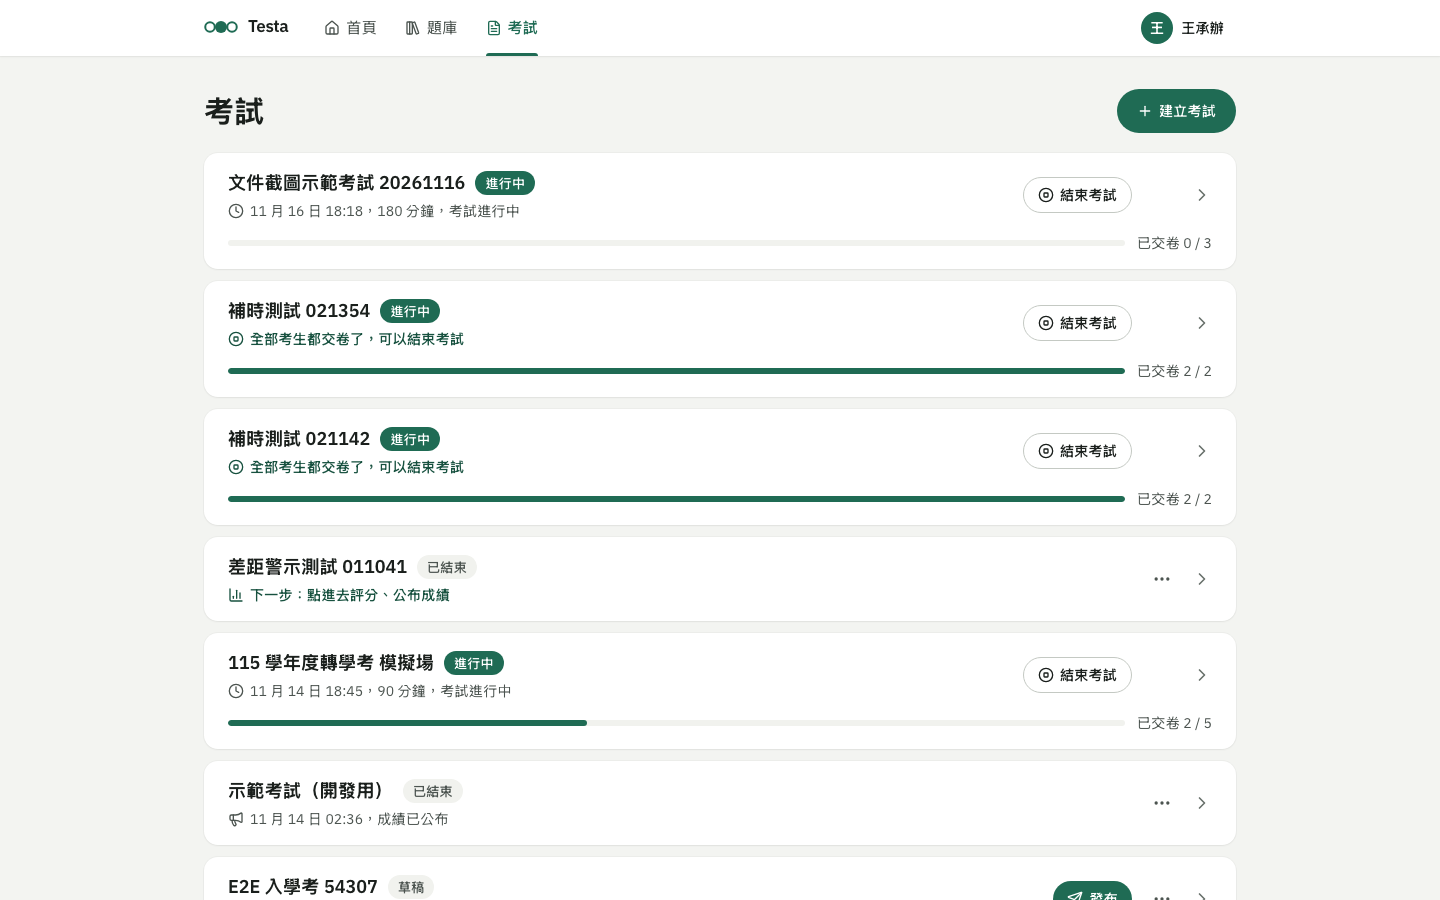 Testa
首頁
題庫
考試
王
王承辦
考試
建立考試
文件截圖示範考試 20261116
進行中
11 月 16 日 18:18，180 分鐘，考試進行中
結束考試
已交卷 0 / 3
補時測試 021354
進行中
全部考生都交卷了，可以結束考試
結束考試
已交卷 2 / 2
補時測試 021142
進行中
全部考生都交卷了，可以結束考試
結束考試
已交卷 2 / 2
差距警示測試 011041
已結束
下一步：點進去評分、公布成績
115 學年度轉學考 模擬場
進行中
11 月 14 日 18:45，90 分鐘，考試進行中
結束考試
已交卷 2 / 5
示範考試（開發用）
已結束
11 月 14 日 02:36，成績已公布
E2E 入學考 54307
草稿
發布